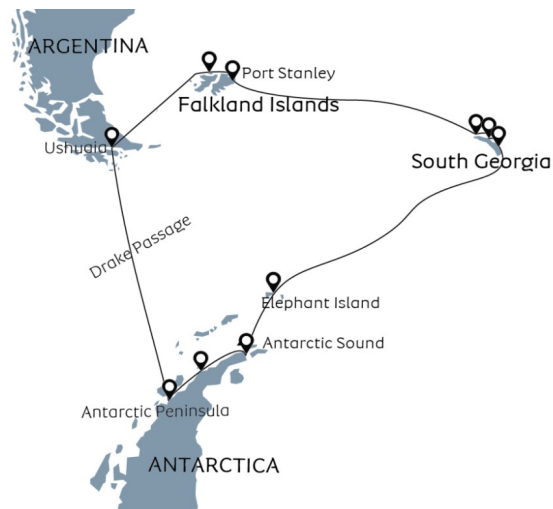 ARGENTINA
Port Stanley
Falkland Islands
Ushuaia
South Georgia
Drake Passage
Elephant Island
Antarctic Sound
Antarctic Peninsula
ANTARCTICA